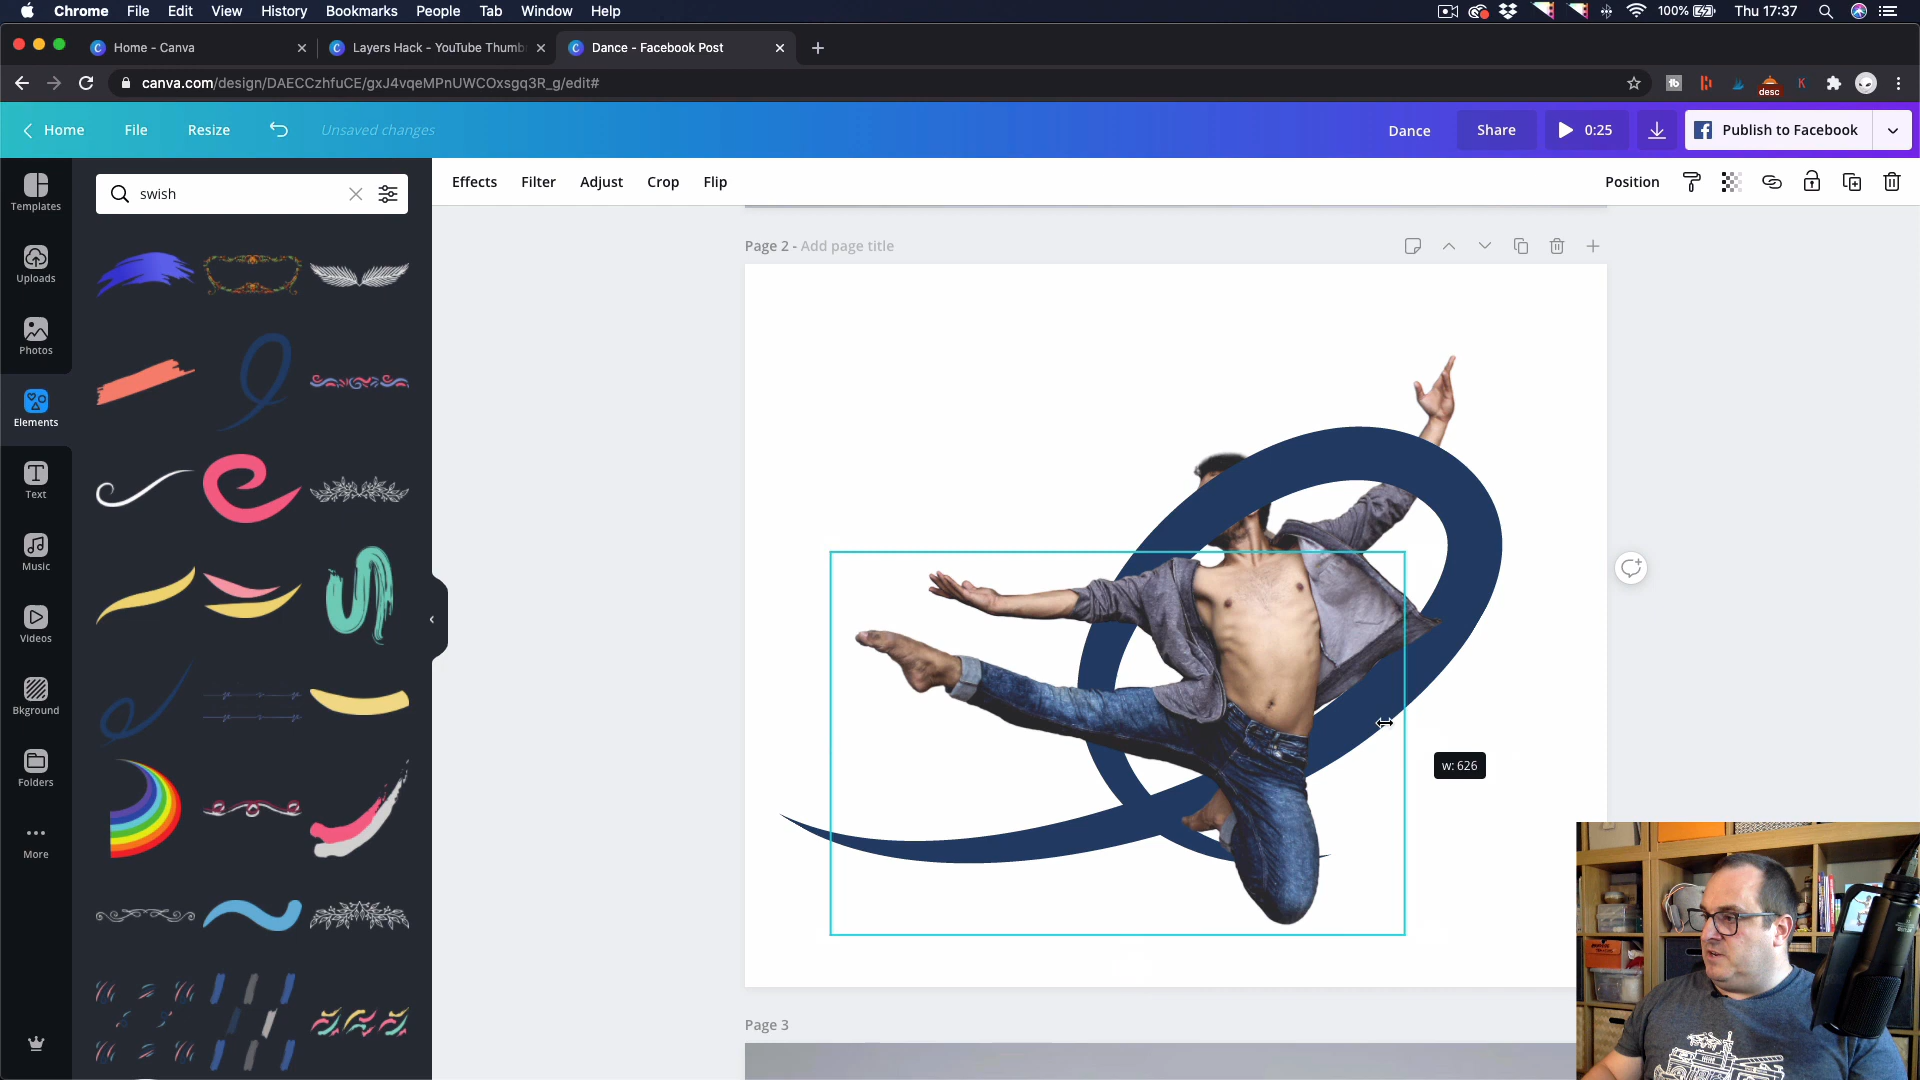 Chrome File Edit View History Bookmarks People Tab Window Help
100% Thu 17:37
Home - Canva
Layers Hack - YouTube Thumb
Dance - Facebook Post
canva.com/design/DAECCzhfuCE/gxJ4vqeMPnUWCOxsgq3R_g/edit#
desc
Home File Resize Unsaved changes
Dance Share 0:25 Publish to Facebook
swish
Effects Filter Adjust Crop Flip
Position
Templates
Uploads
Photos
Elements
Text
Music
Videos
Bkground
Folders
More
Page 2 - Add page title
w: 626
Page 3